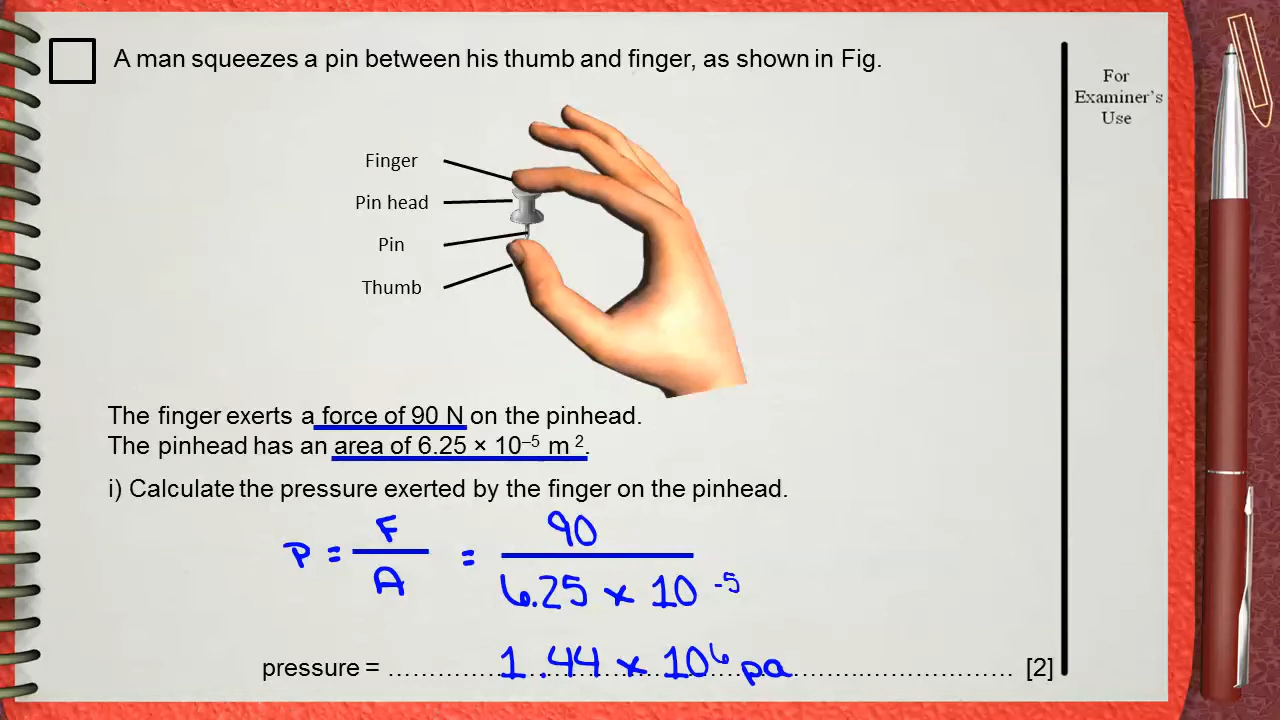 A man squeezes a pin between his thumb and finger, as shown in Fig.
For
Examiner's
Use
Finger
Pin head
Pin
Thumb
The finger exerts a force of 90 N on the pinhead.
The pinhead has an area of 6.25 × 10⁻⁵ m².
i) Calculate the pressure exerted by the finger on the pinhead.
P = F / A = 90 / 6.25 x 10⁻⁵
pressure = ............ 1.44 x 10⁶ pa ........................ [2]